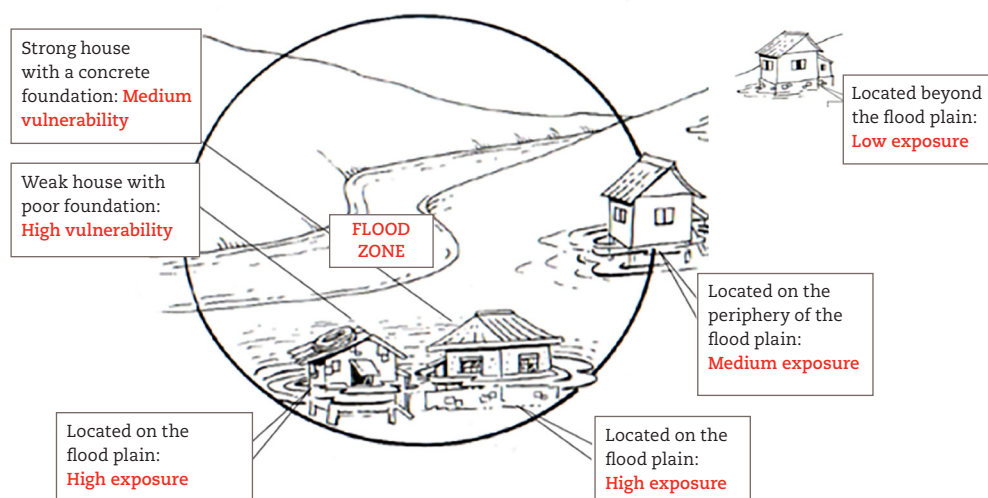 Strong house
with a concrete
foundation: Medium
vulnerability
Weak house with
poor foundation:
High vulnerability
FLOOD
ZONE
Located beyond
the flood plain:
Low exposure
Located on the
periphery of the
flood plain:
Medium exposure
Located on the
flood plain:
High exposure
Located on the
flood plain:
High exposure